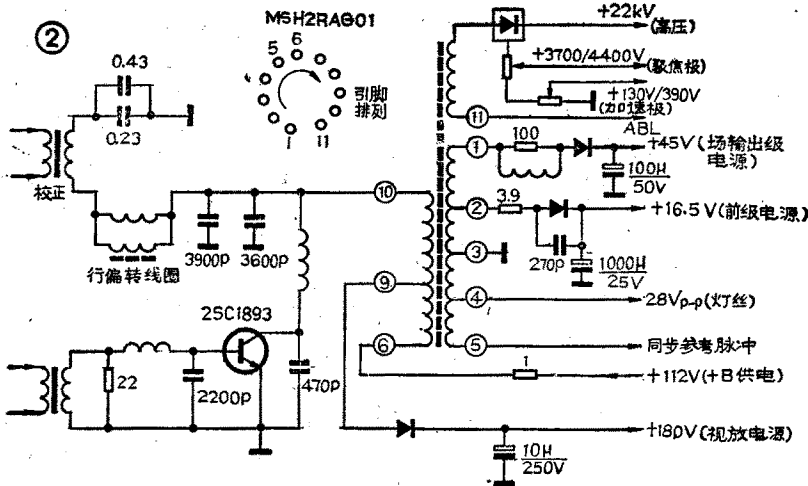 ②
MSH2RAG01
5
6
1
11
引脚
排列
0.43
0.23
校正
行偏转线圈
3900P
3600P
2SC1893
22
2200P
470P
+22kV
(高压)
+3700/4400V
(聚焦极)
+130V/390V
(加速极)
⑪
ABL
①
100
+45V(场输出级
电源)
100μ
50V
⑩
②
3.9
+16.5V(前级电源)
③
270P
1000μ
25V
⑨
④
28Vp-p(灯丝)
⑥
⑤
同步参考脉冲
1
+112V(+B供电)
+180V(视放电源)
10μ
250V